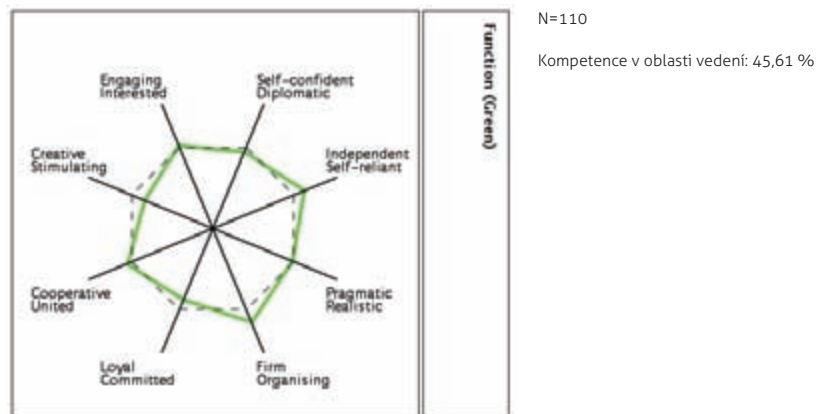 Engaging
Interested
Self-confident
Diplomatic
Creative
Stimulating
Independent
Self-reliant
Cooperative
United
Pragmatic
Realistic
Loyal
Committed
Firm
Organising
Function (Green)
N=110
Kompetence v oblasti vedení: 45,61 %